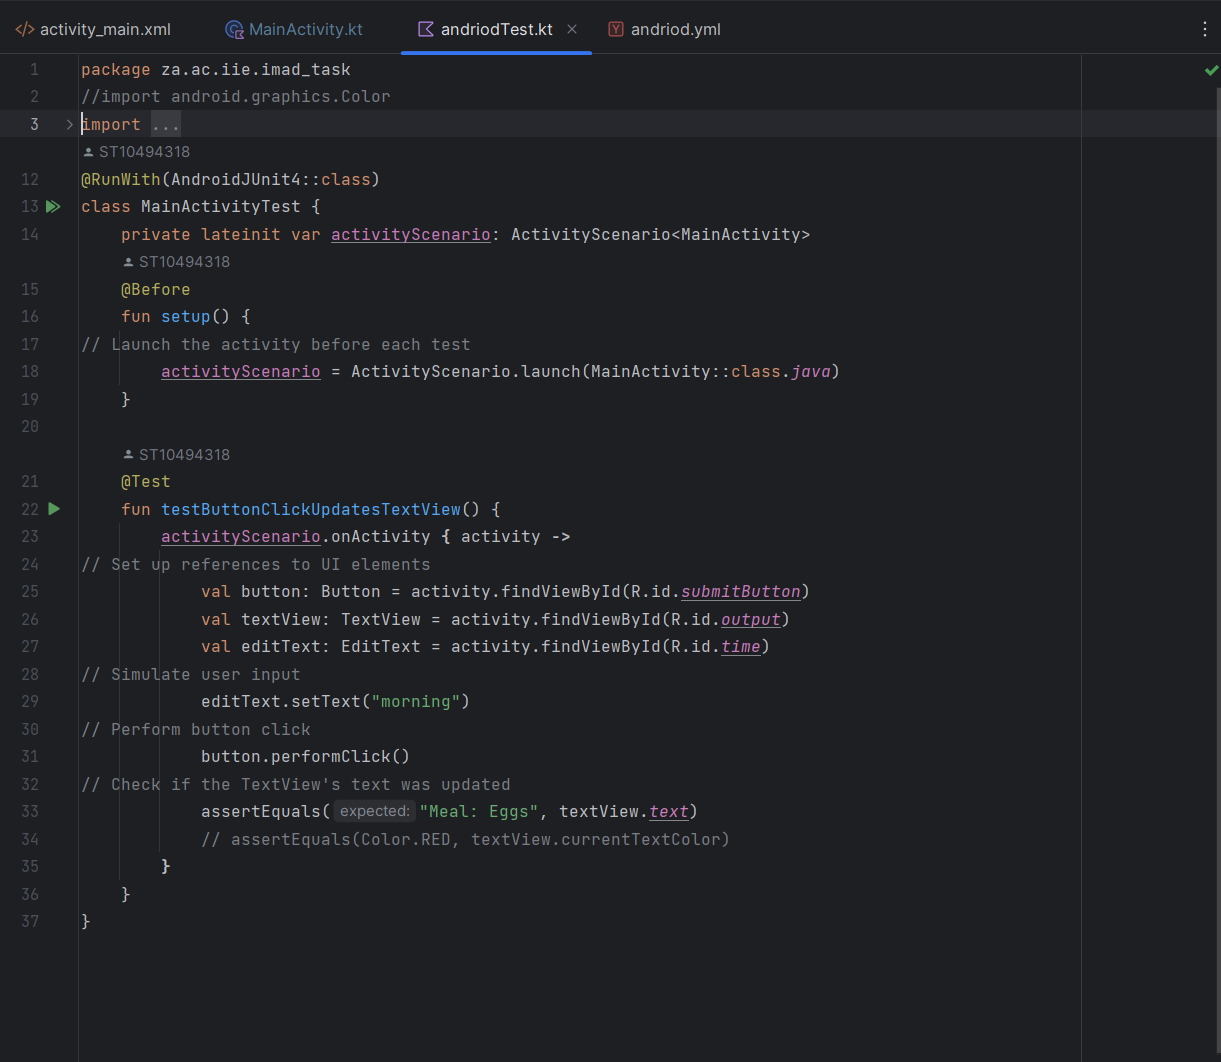 activity_main.xml MainActivity.kt andriodTest.kt andriod.yml
1 package za.ac.iie.imad_task
2 //import android.graphics.Color
3 import ...
ST10494318
12 @RunWith(AndroidJUnit4::class)
13 class MainActivityTest {
14 private lateinit var activityScenario: ActivityScenario<MainActivity>
ST10494318
15 @Before
16 fun setup() {
17 // Launch the activity before each test
18 activityScenario = ActivityScenario.launch(MainActivity::class.java)
19 }
20
ST10494318
21 @Test
22 fun testButtonClickUpdatesTextView() {
23 activityScenario.onActivity { activity ->
24 // Set up references to UI elements
25 val button: Button = activity.findViewById(R.id.submitButton)
26 val textView: TextView = activity.findViewById(R.id.output)
27 val editText: EditText = activity.findViewById(R.id.time)
28 // Simulate user input
29 editText.setText("morning")
30 // Perform button click
31 button.performClick()
32 // Check if the TextView's text was updated
33 assertEquals( expected: "Meal: Eggs", textView.text)
34 // assertEquals(Color.RED, textView.currentTextColor)
35 }
36 }
37 }